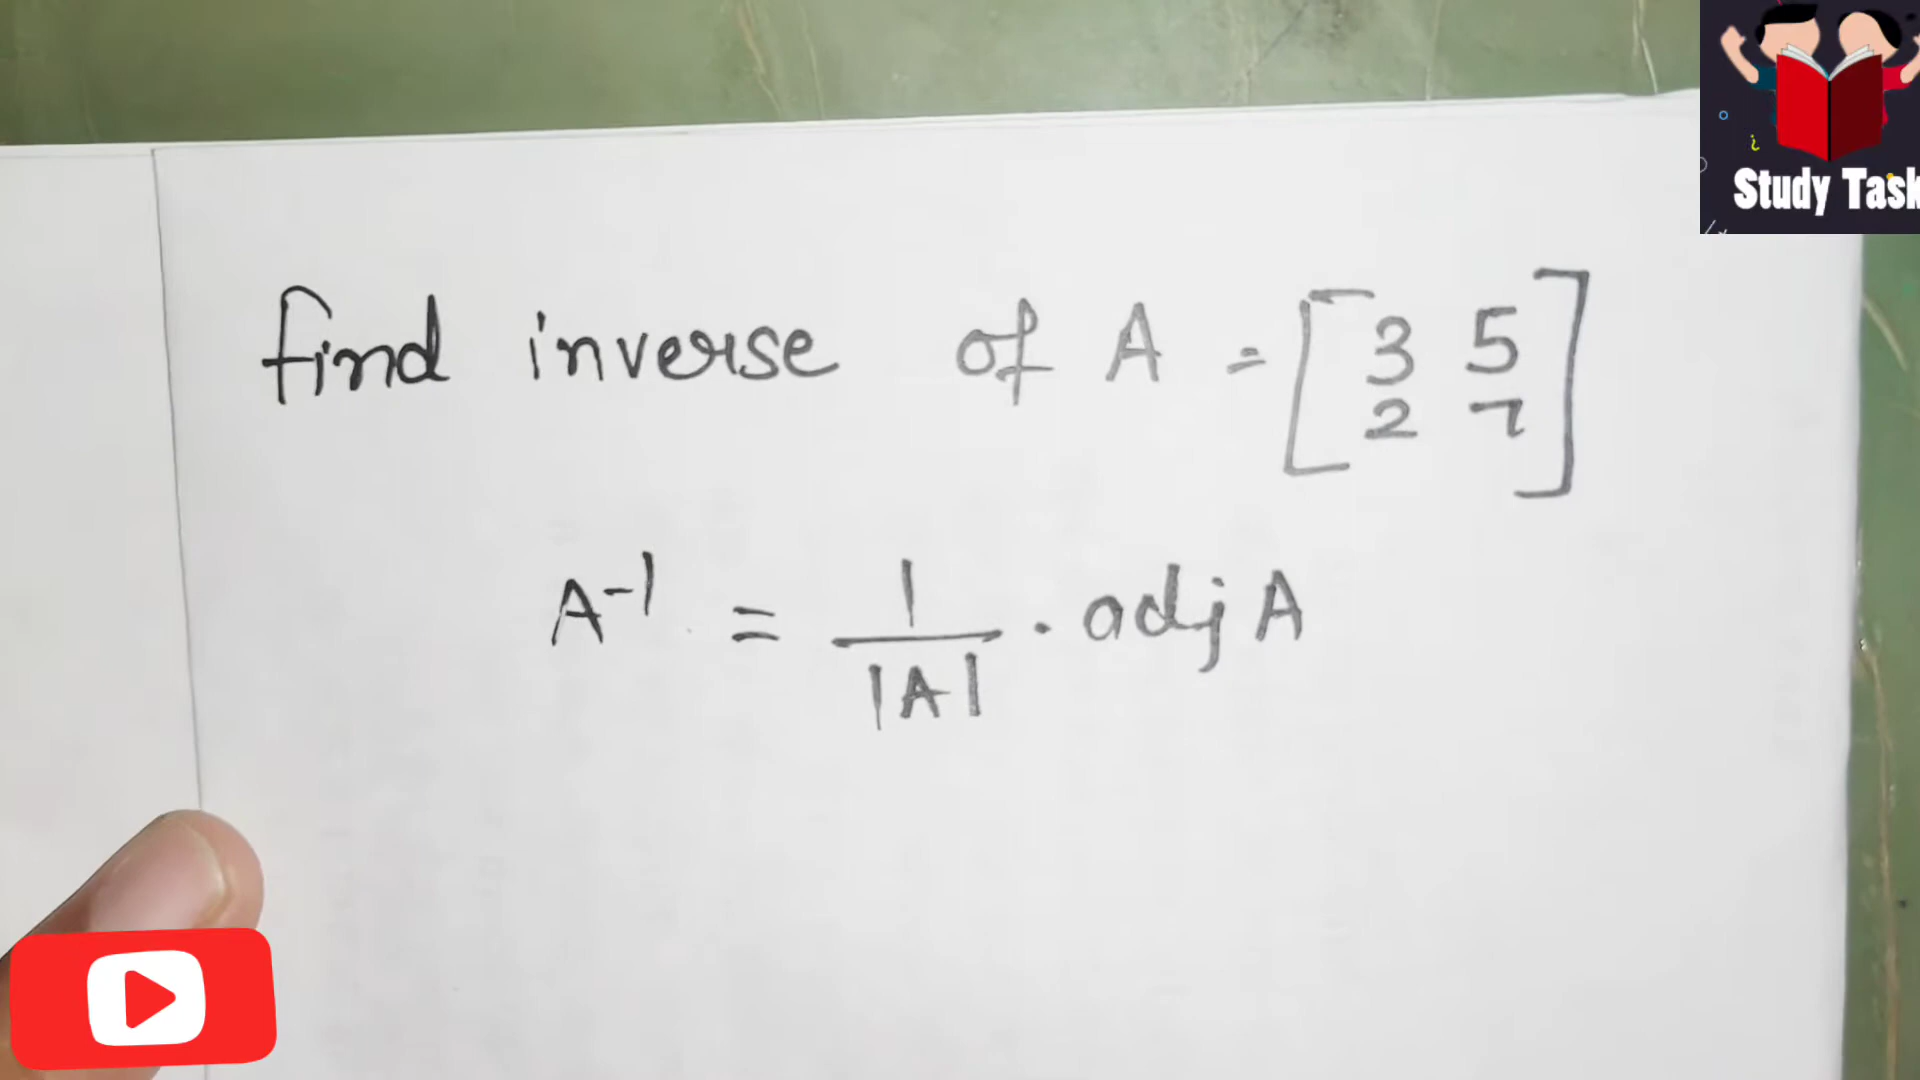 Study Task
find inverse of A = [3 5
2 7]
A⁻¹ = 1/|A| · adj A